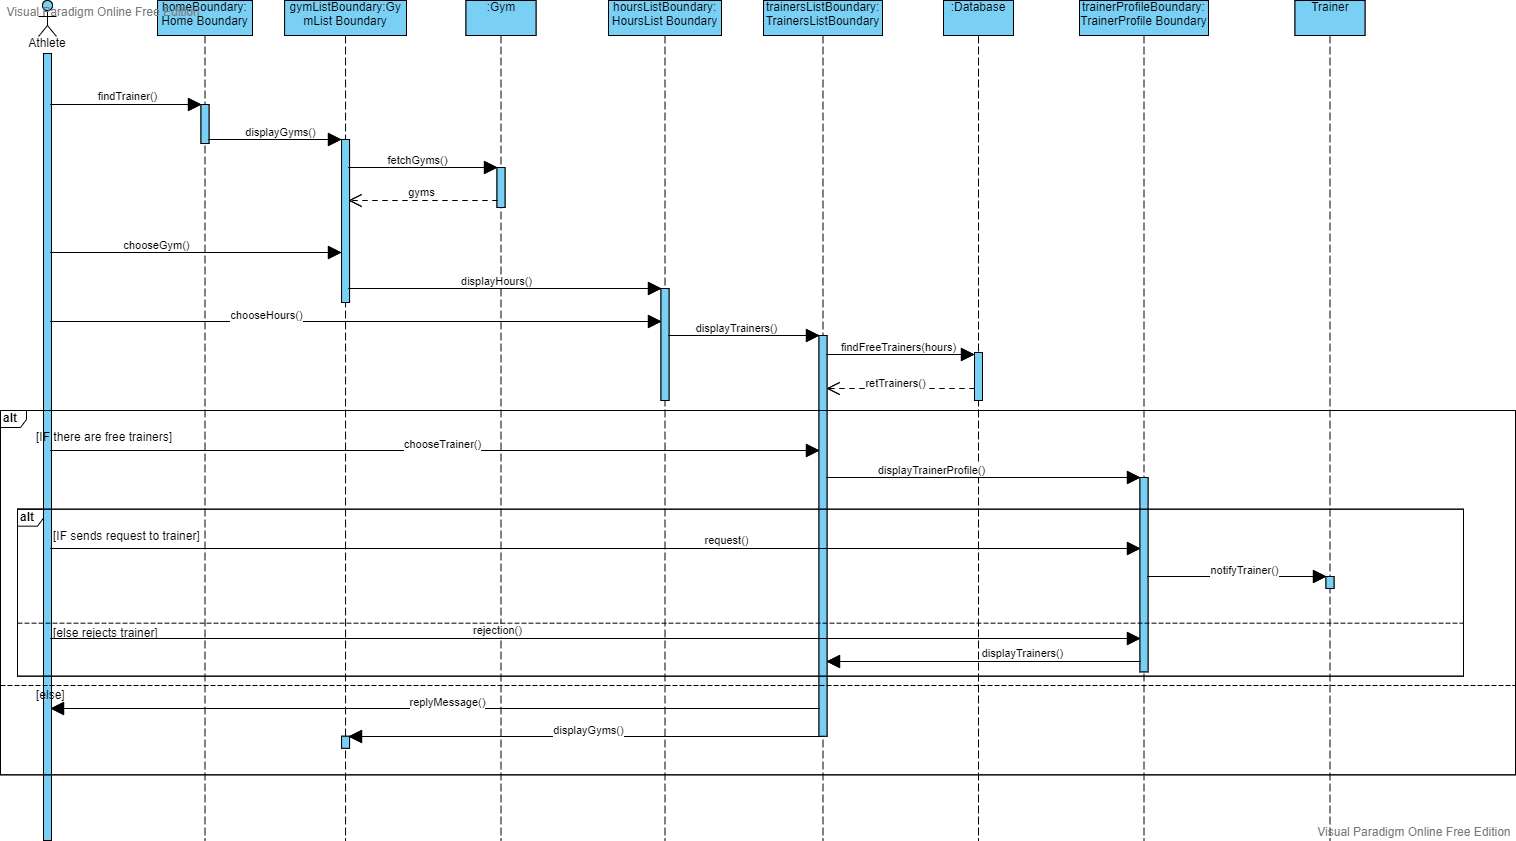 Visual Paradigm Online Free Edition
homeBoundary:
Home Boundary
gymListBoundary:Gy
mList Boundary
:Gym
hoursListBoundary:
HoursList Boundary
trainersListBoundary:
TrainersListBoundary
:Database
trainerProfileBoundary:
TrainerProfile Boundary
Trainer
Athlete
findTrainer()
displayGyms()
fetchGyms()
gyms
chooseGym()
displayHours()
chooseHours()
displayTrainers()
findFreeTrainers(hours)
retTrainers()
alt
[IF there are free trainers]
chooseTrainer()
displayTrainerProfile()
alt
[IF sends request to trainer]
request()
notifyTrainer()
[else rejects trainer]
rejection()
displayTrainers()
[else]
replyMessage()
displayGyms()
Visual Paradigm Online Free Edition